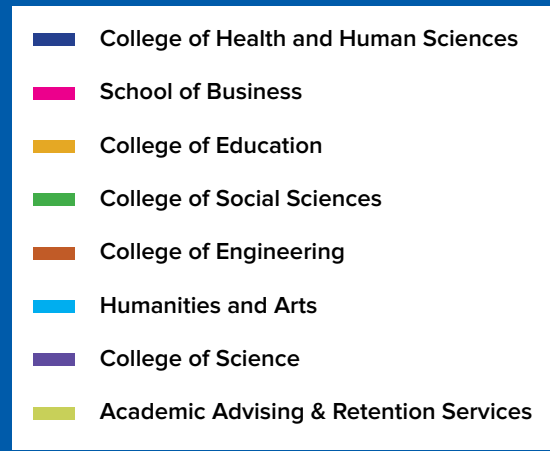 College of Health and Human Sciences
School of Business
College of Education
College of Social Sciences
College of Engineering
Humanities and Arts
College of Science
Academic Advising & Retention Services